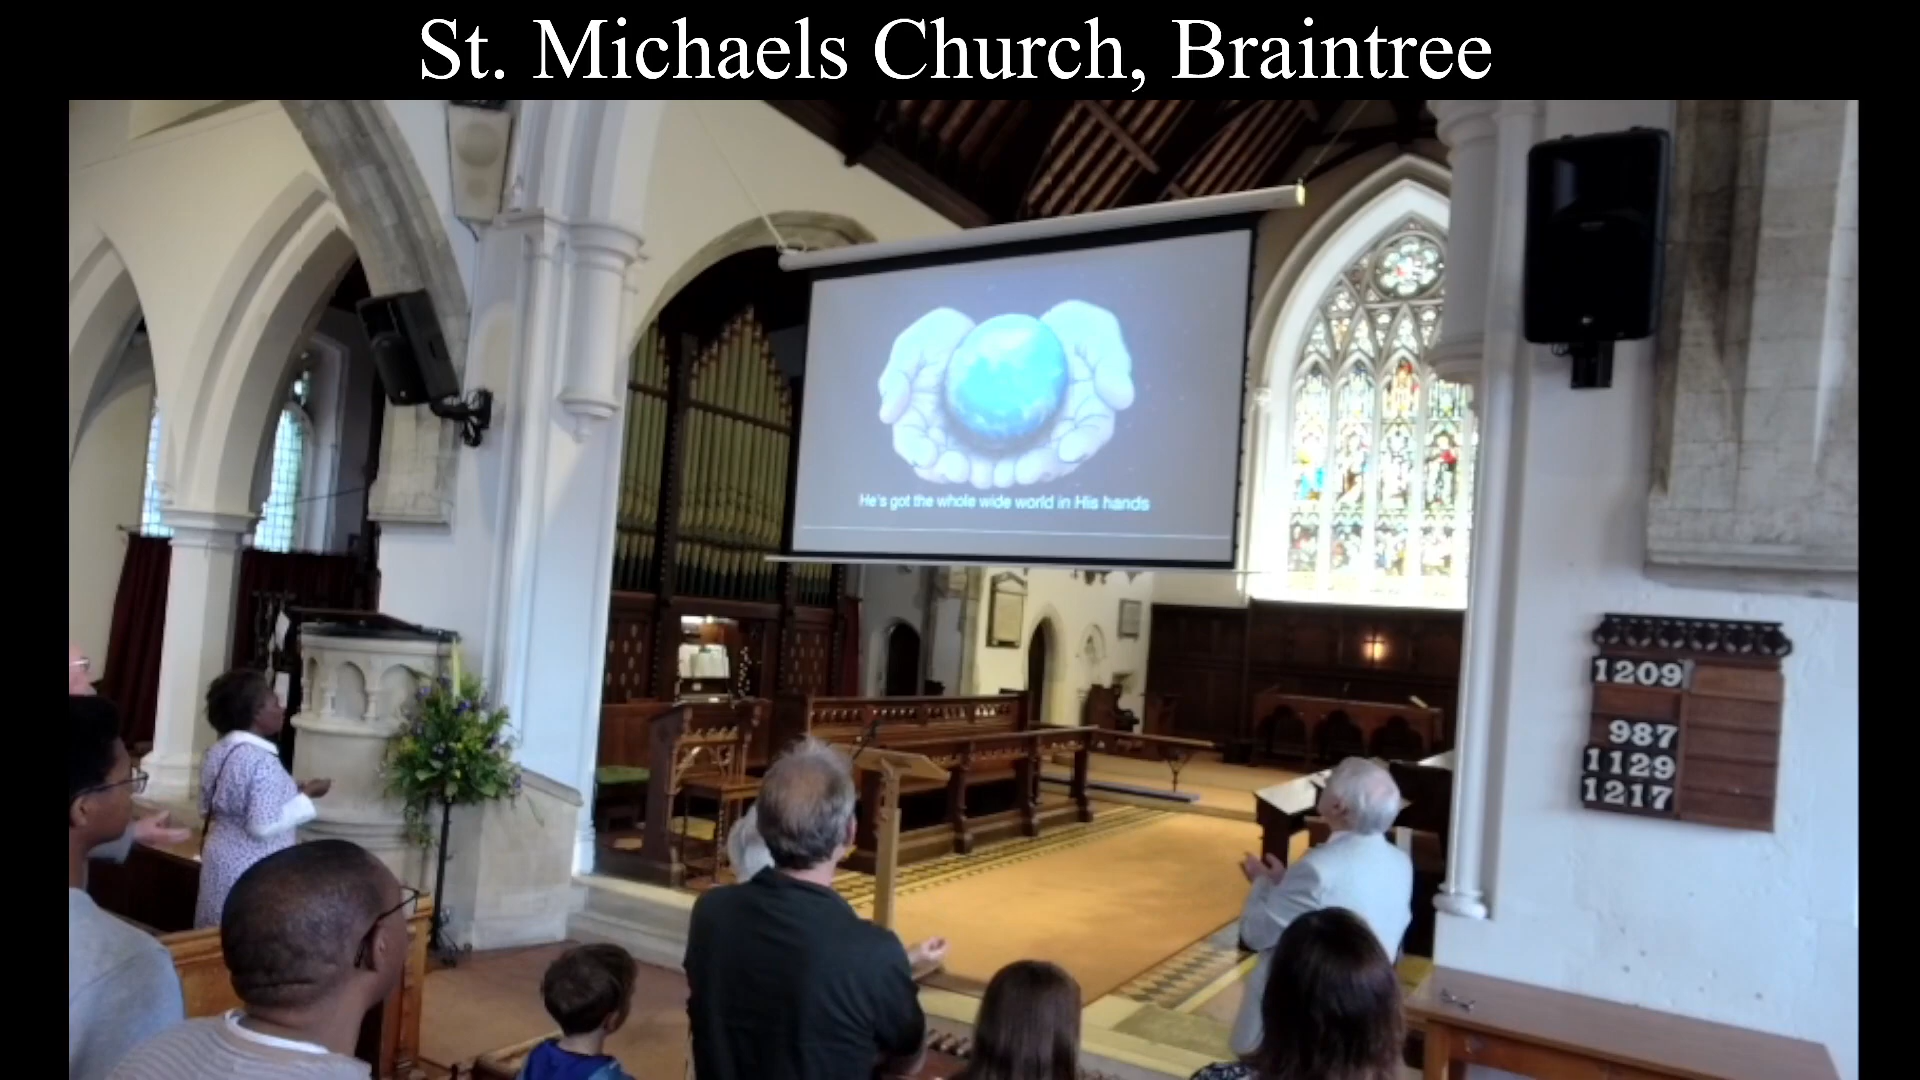 St. Michaels Church, Braintree
He's got the whole wide world in His hands
1209
987
1129
1217